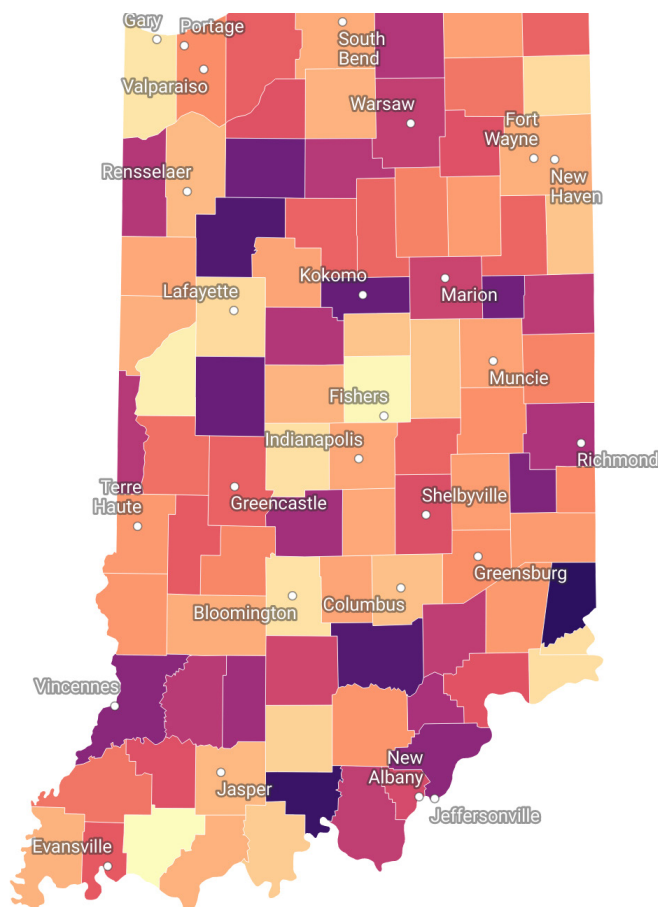 Gary
Portage
South
Bend
Valparaiso
Warsaw
Fort
Wayne
Rensselaer
New
Haven
Kokomo
Lafayette
Marion
Muncie
Fishers
Indianapolis
Richmond
Terre
Haute
Greencastle
Shelbyville
Greensburg
Bloomington
Columbus
Vincennes
New
Albany
Jasper
Jeffersonville
Evansville